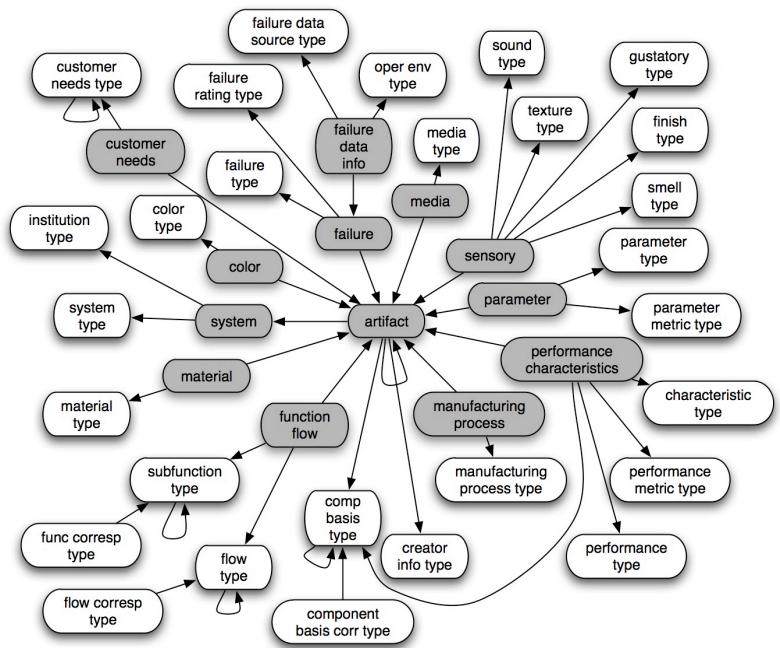 failure data
source type
sound
type
gustatory
type
customer
needs type
failure
rating type
oper env
type
texture
type
finish
type
customer
needs
failure
data
info
media
type
failure
type
media
smell
type
institution
type
color
type
failure
color
sensory
parameter
type
system
type
system
artifact
parameter
parameter
metric type
material
performance
characteristics
material
type
function
flow
manufacturing
process
characteristic
type
subfunction
type
manufacturing
process type
performance
metric type
func corresp
type
comp
basis
type
creator
info type
performance
type
flow
type
flow corresp
type
component
basis corr type